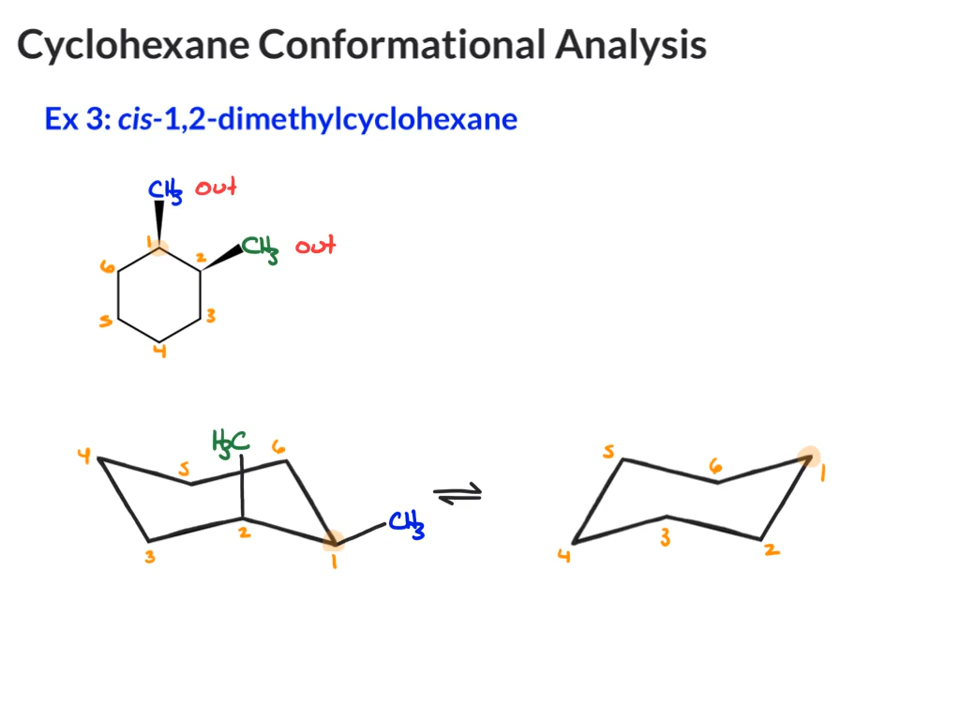 Cyclohexane Conformational Analysis
Ex 3: cis-1,2-dimethylcyclohexane
CH3 out
1
2 CH3 out
6
5 3
4
4 5 H3C 6
3 2 1 CH3
5 6 1
4 3 2